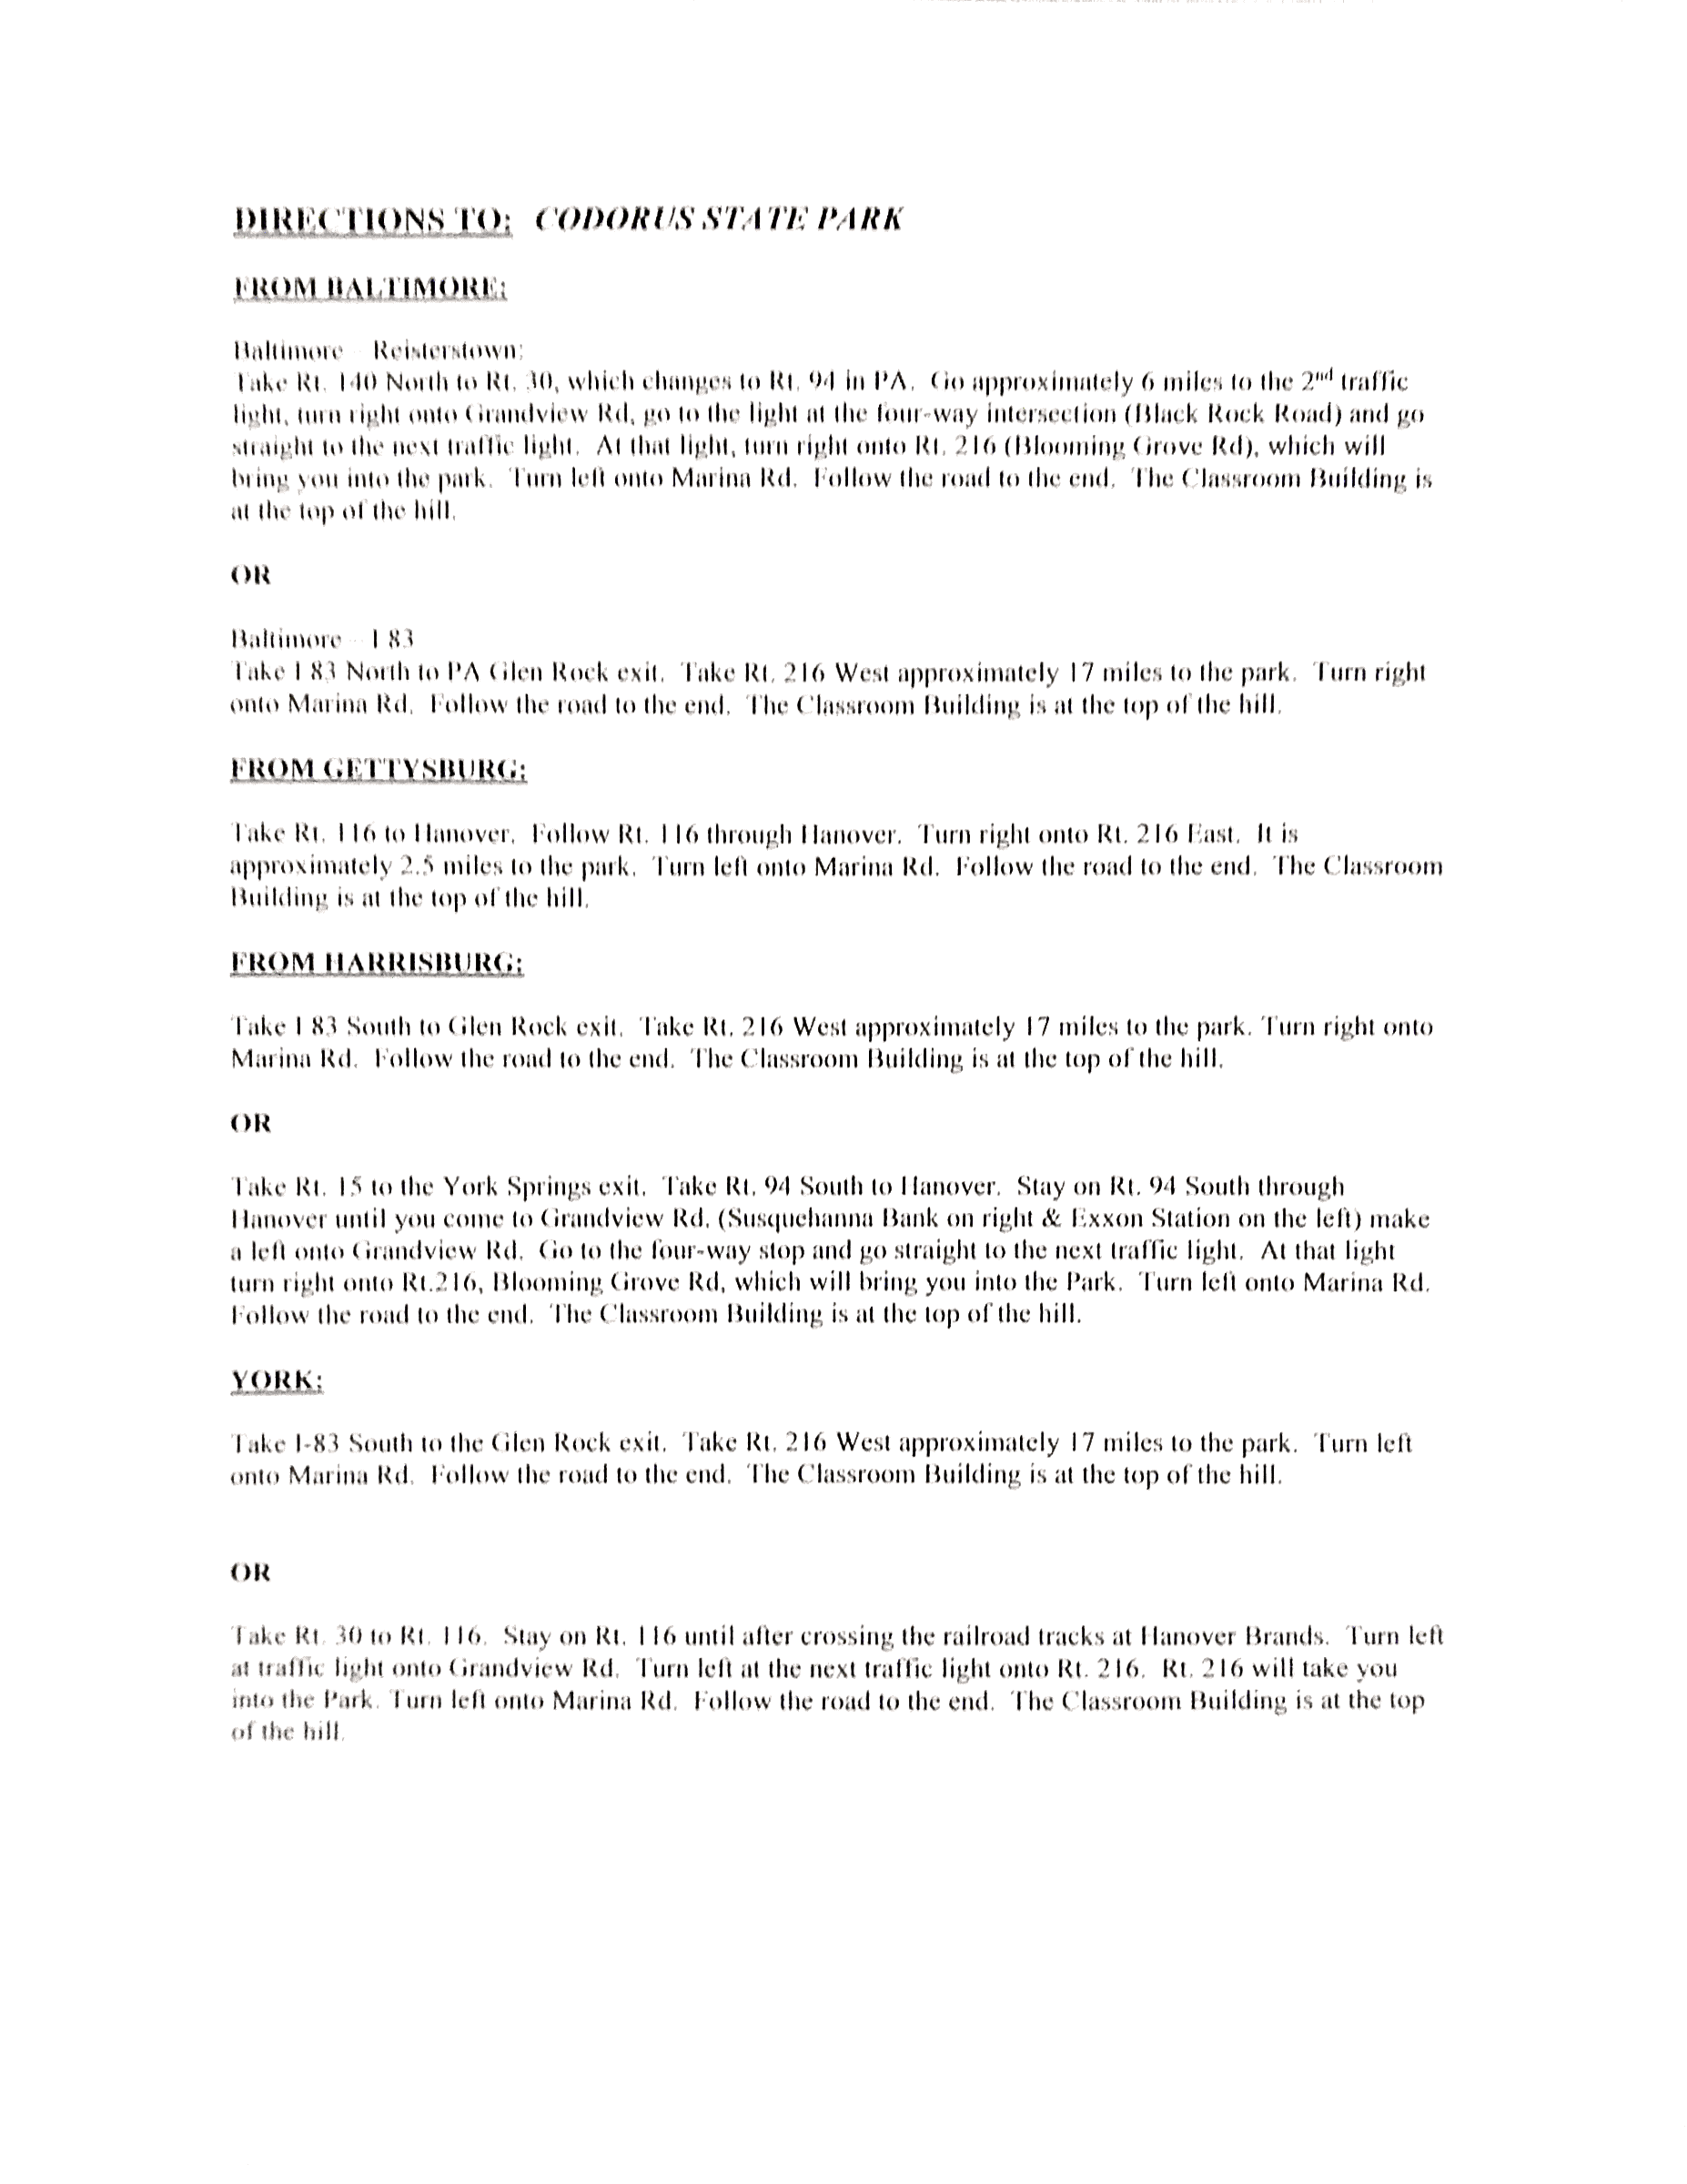 DIRECTIONS TO: CODORUS STATE PARK
FROM BALTIMORE:
Baltimore – Reisterstown:
Take Rt. 140 North to Rt. 30, which changes to Rt. 94 in PA. Go approximately 6 miles to the 2nd traffic
light, turn right onto Grandview Rd, go to the light at the four-way intersection (Black Rock Road) and go
straight to the next traffic light. At that light, turn right onto Rt. 216 (Blooming Grove Rd), which will
bring you into the park. Turn left onto Marina Rd. Follow the road to the end. The Classroom Building is
at the top of the hill.
OR
Baltimore – I 83
Take I 83 North to PA Glen Rock exit. Take Rt. 216 West approximately 17 miles to the park. Turn right
onto Marina Rd. Follow the road to the end. The Classroom Building is at the top of the hill.
FROM GETTYSBURG:
Take Rt. 116 to Hanover. Follow Rt. 116 through Hanover. Turn right onto Rt. 216 East. It is
approximately 2.5 miles to the park. Turn left onto Marina Rd. Follow the road to the end. The Classroom
Building is at the top of the hill.
FROM HARRISBURG:
Take I 83 South to Glen Rock exit. Take Rt. 216 West approximately 17 miles to the park. Turn right onto
Marina Rd. Follow the road to the end. The Classroom Building is at the top of the hill.
OR
Take Rt. 15 to the York Springs exit. Take Rt. 94 South to Hanover. Stay on Rt. 94 South through
Hanover until you come to Grandview Rd. (Susquehanna Bank on right & Exxon Station on the left) make
a left onto Grandview Rd. Go to the four-way stop and go straight to the next traffic light. At that light
turn right onto Rt.216, Blooming Grove Rd, which will bring you into the Park. Turn left onto Marina Rd.
Follow the road to the end. The Classroom Building is at the top of the hill.
YORK:
Take I-83 South to the Glen Rock exit. Take Rt. 216 West approximately 17 miles to the park. Turn left
onto Marina Rd. Follow the road to the end. The Classroom Building is at the top of the hill.
OR
Take Rt. 30 to Rt. 116. Stay on Rt. 116 until after crossing the railroad tracks at Hanover Brands. Turn left
at traffic light onto Grandview Rd. Turn left at the next traffic light onto Rt. 216. Rt. 216 will take you
into the Park. Turn left onto Marina Rd. Follow the road to the end. The Classroom Building is at the top
of the hill.